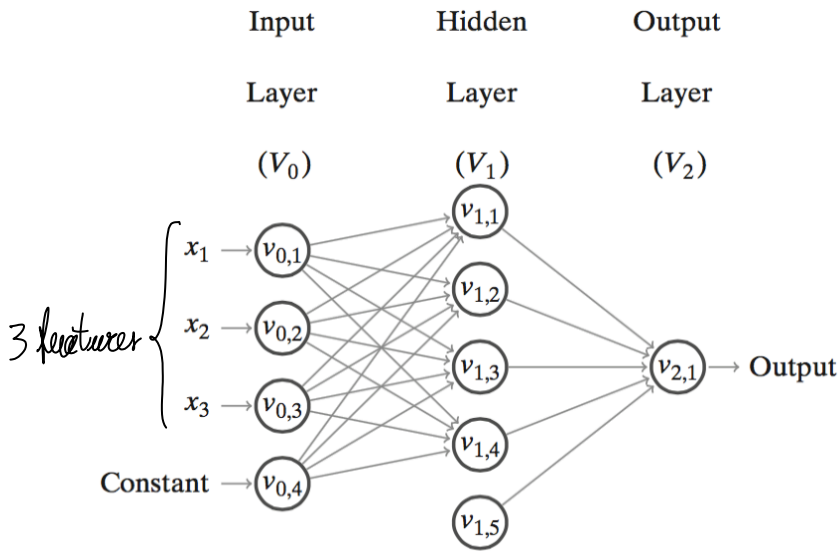 Input Hidden Output
Layer Layer Layer
(V₀) (V₁) (V₂)
v₁,₁
x₁ v₀,₁
v₁,₂
x₂ v₀,₂
3 features
v₁,₃ v₂,₁ Output
x₃ v₀,₃
v₁,₄
Constant v₀,₄
v₁,₅